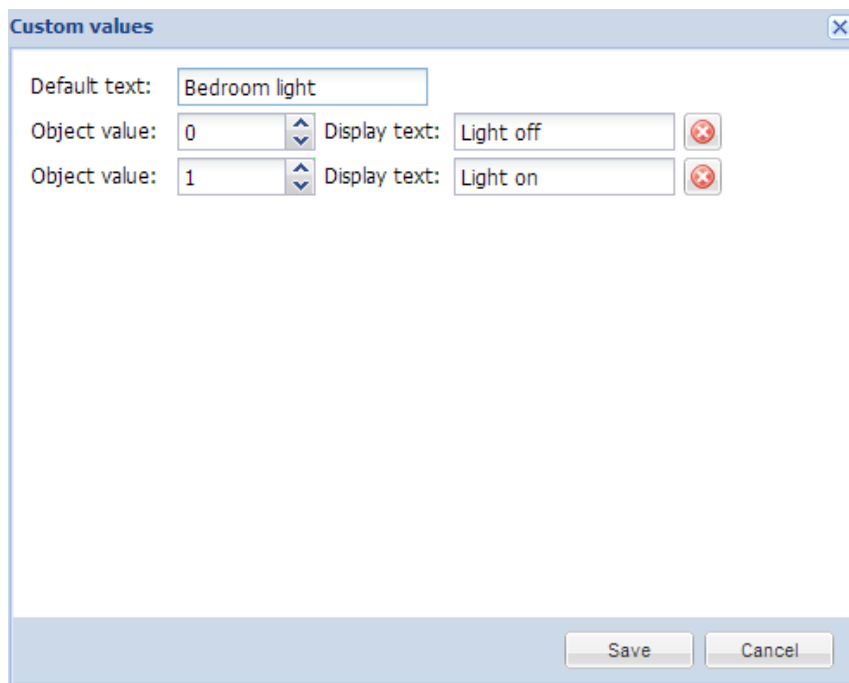 Custom values
Default text: Bedroom light
Object value: 0 Display text: Light off
Object value: 1 Display text: Light on
Save Cancel